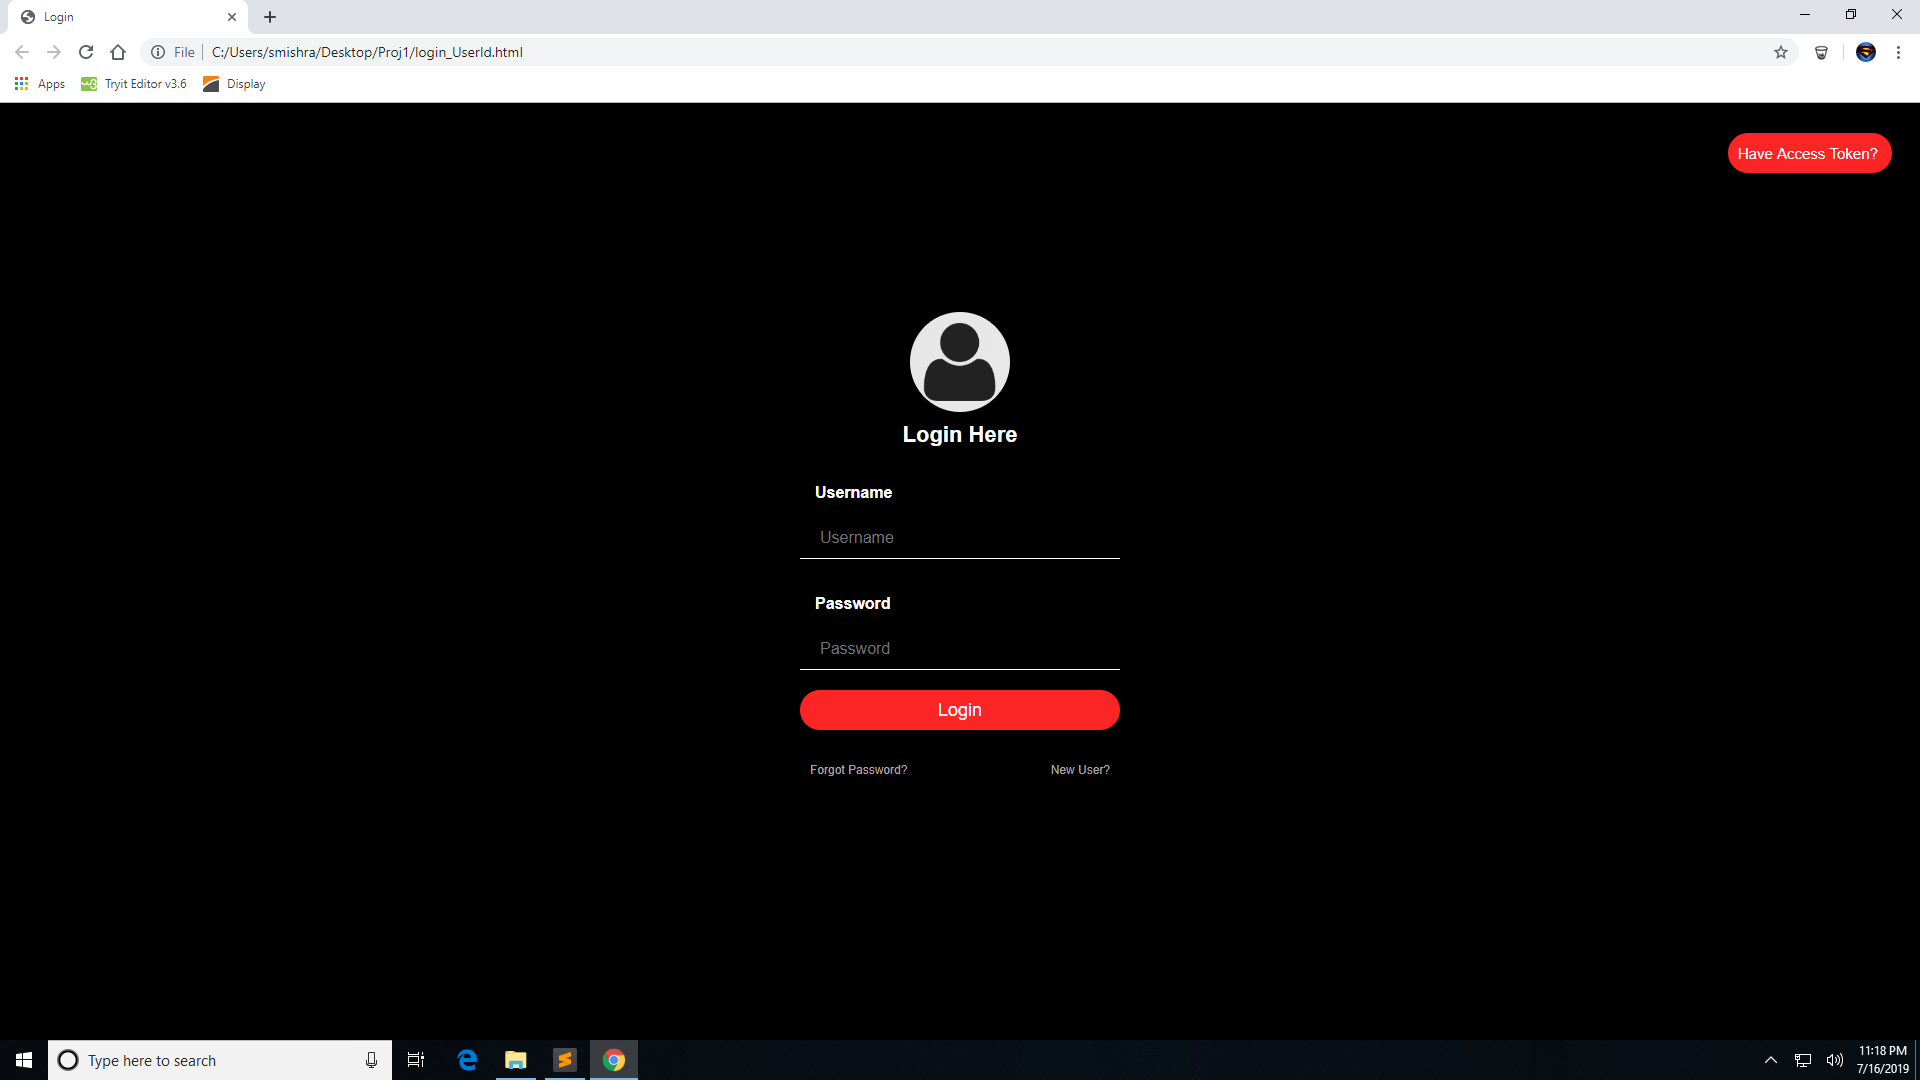 Login
File
C:/Users/smishra/Desktop/Proj1/login_UserId.html
Apps
Tryit Editor v3.6
Display
Have Access Token?
Login Here
Username
Username
Password
Password
Login
Forgot Password?
New User?
Type here to search
11:18 PM
7/16/2019